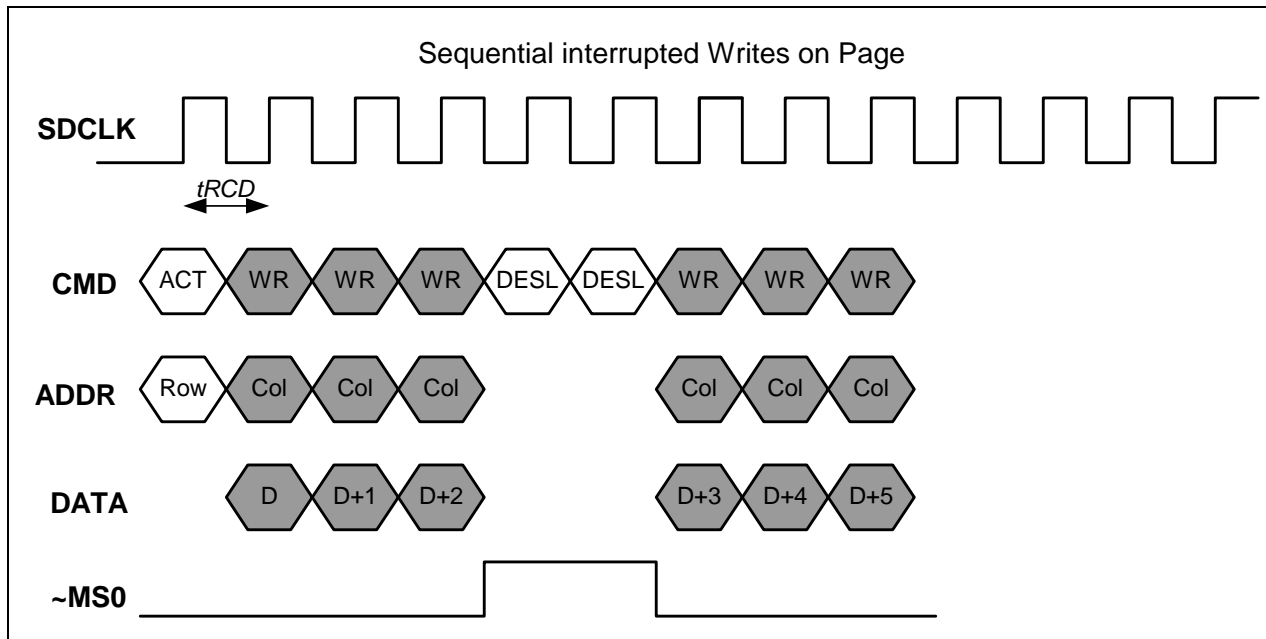 Sequential interrupted Writes on Page
SDCLK
tRCD
CMD ACT WR WR WR DESL DESL WR WR WR
ADDR Row Col Col Col Col Col Col
DATA D D+1 D+2 D+3 D+4 D+5
~MS0